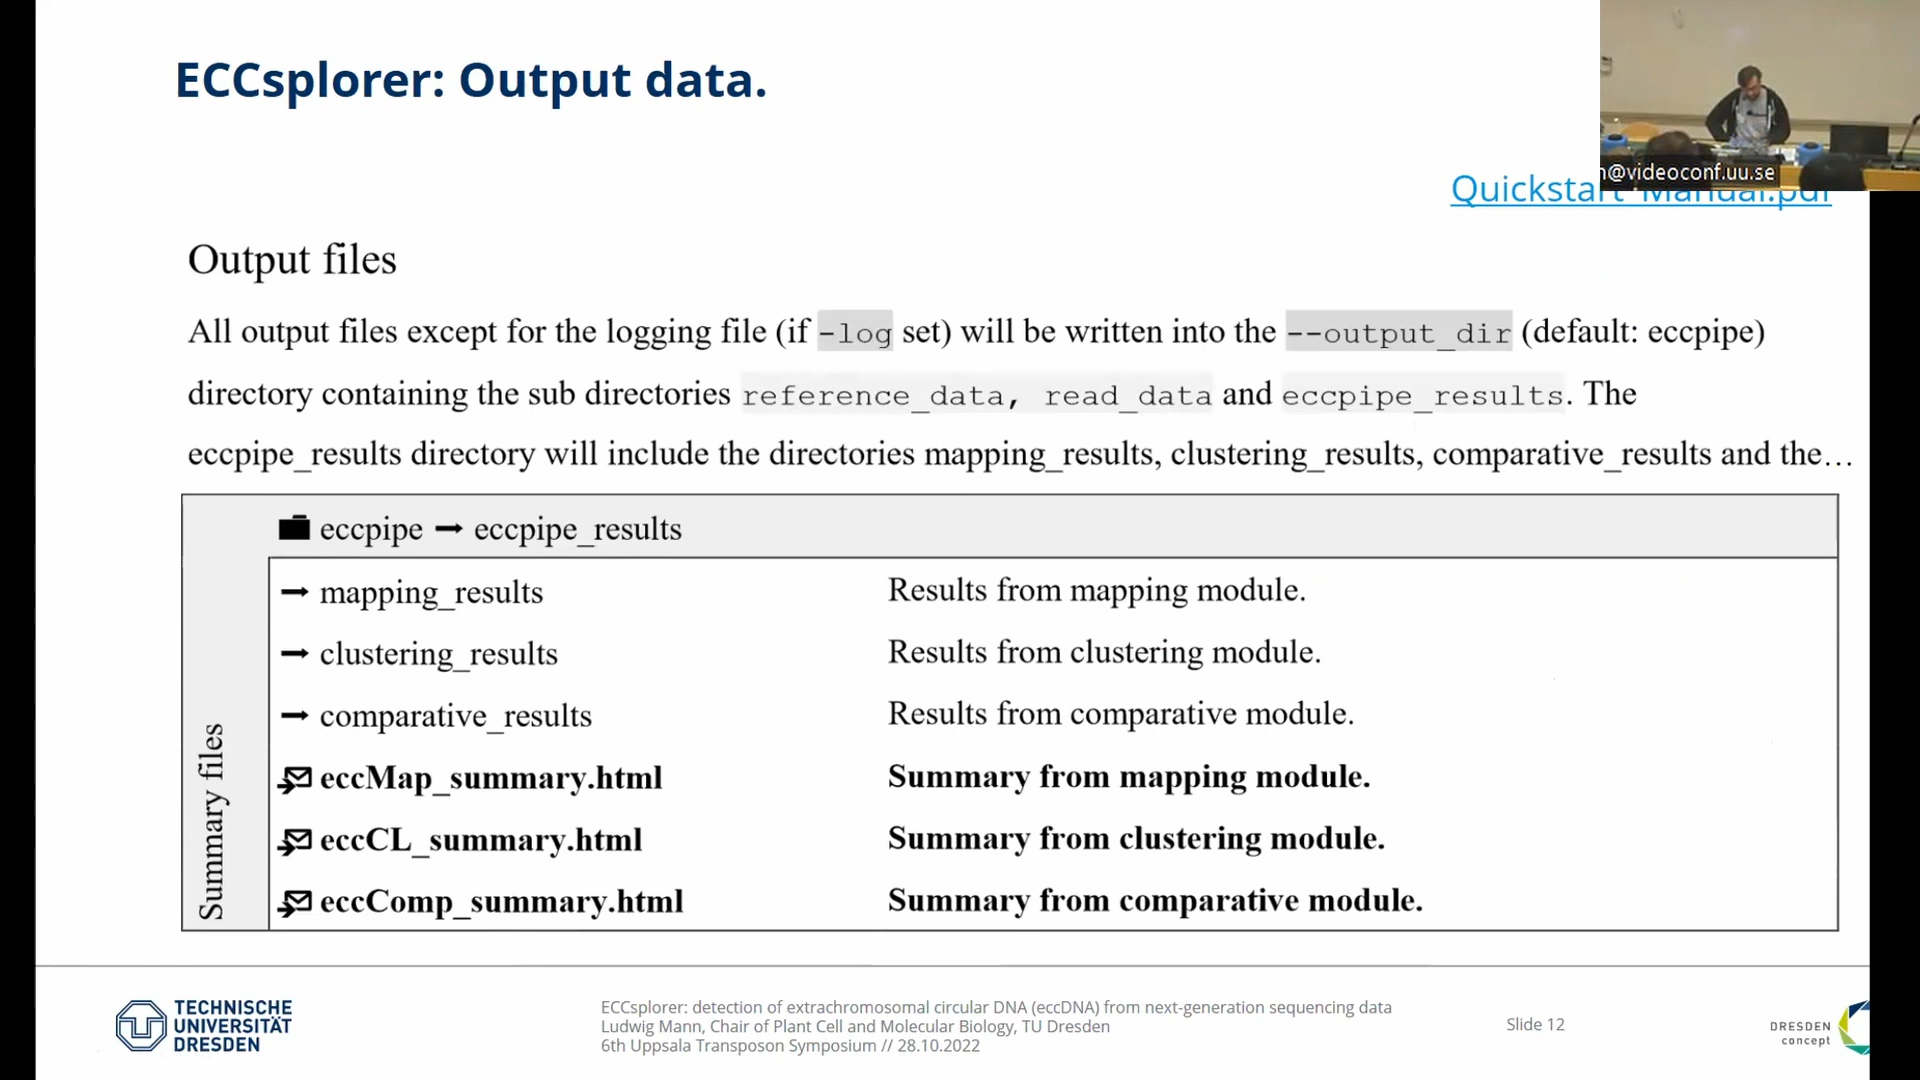 ECCsplorer: Output data.
@videoconf.uu.se
Quickstart-Manual.pdf
Output files
All output files except for the logging file (if -log set) will be written into the --output_dir (default: eccpipe)
directory containing the sub directories reference_data, read_data and eccpipe_results. The
eccpipe_results directory will include the directories mapping_results, clustering_results, comparative_results and the…
Summary files
eccpipe → eccpipe_results
→ mapping_results Results from mapping module.
→ clustering_results Results from clustering module.
→ comparative_results Results from comparative module.
eccMap_summary.html Summary from mapping module.
eccCL_summary.html Summary from clustering module.
eccComp_summary.html Summary from comparative module.
TECHNISCHE
UNIVERSITÄT
DRESDEN
ECCsplorer: detection of extrachromosomal circular DNA (eccDNA) from next-generation sequencing data
Ludwig Mann, Chair of Plant Cell and Molecular Biology, TU Dresden
6th Uppsala Transposon Symposium // 28.10.2022
Slide 12
DRESDEN
concept